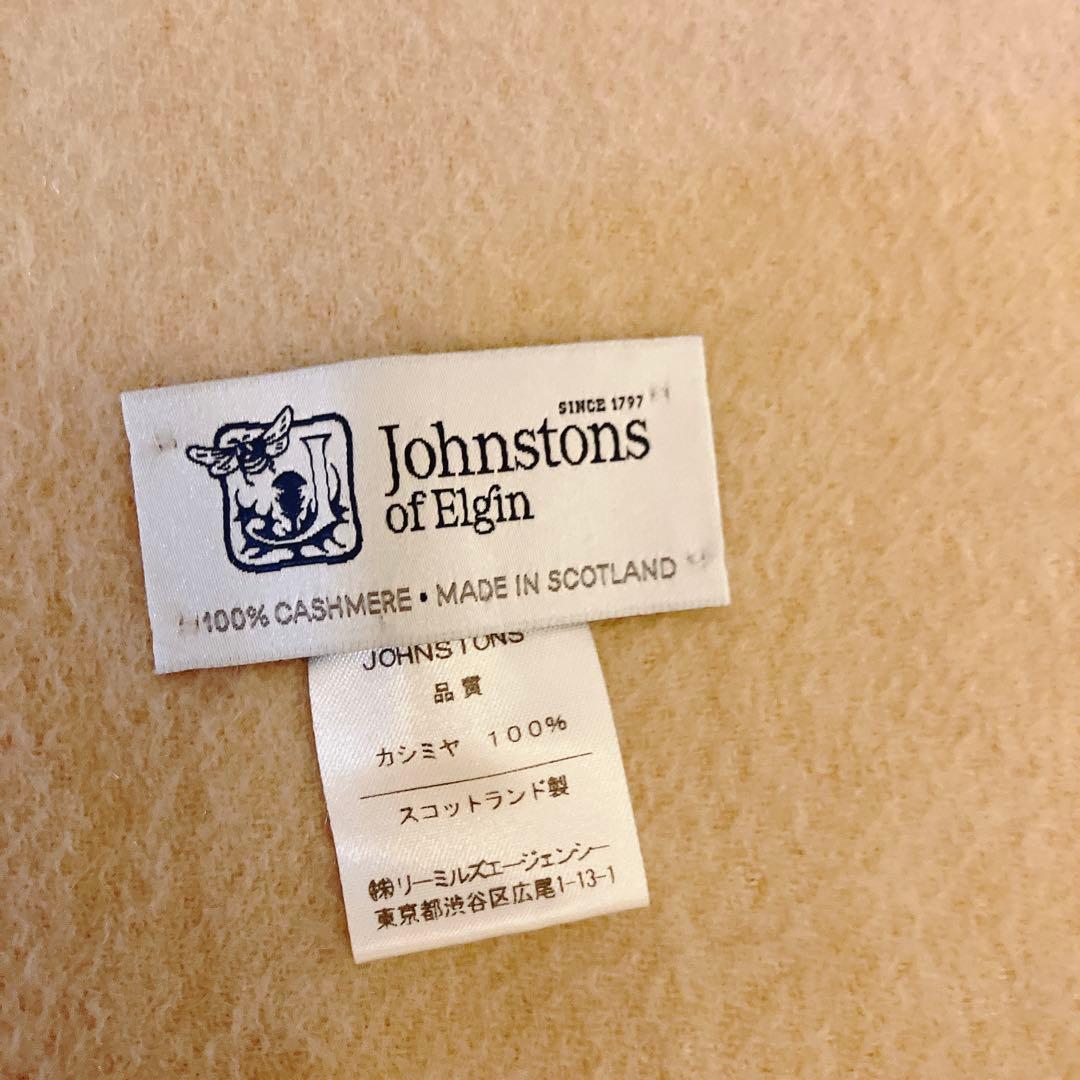 SINCE 1797
Johnstons
of Elgin
100% CASHMERE • MADE IN SCOTLAND
JOHNSTONS
品質
カシミヤ 100%
スコットランド製
㈱リーミルズエージェンシー
東京都渋谷区広尾1-13-1